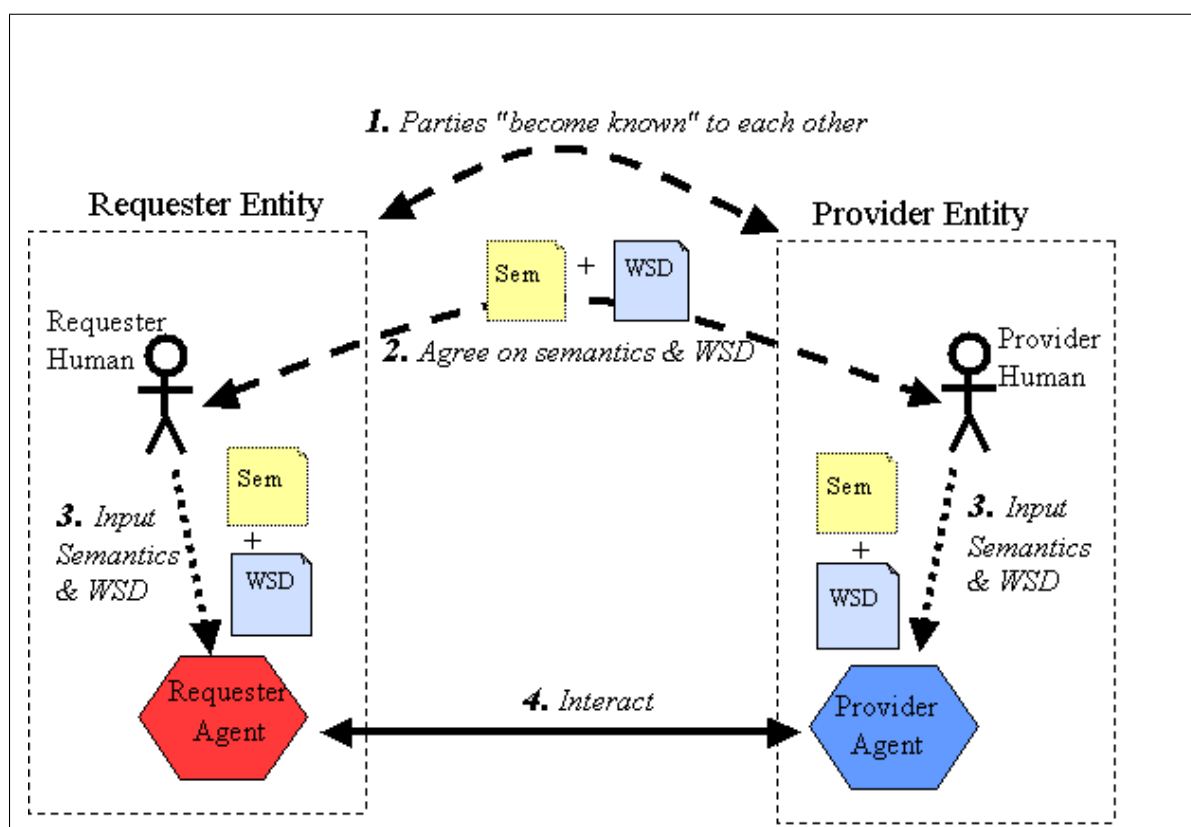 1. Parties "become known" to each other
Requester Entity
Provider Entity
Sem
+
WSD
Requester
Human
Provider
Human
2. Agree on semantics & WSD
Sem
+
WSD
3. Input
Semantics
& WSD
Sem
+
WSD
3. Input
Semantics
& WSD
Requester
Agent
4. Interact
Provider
Agent